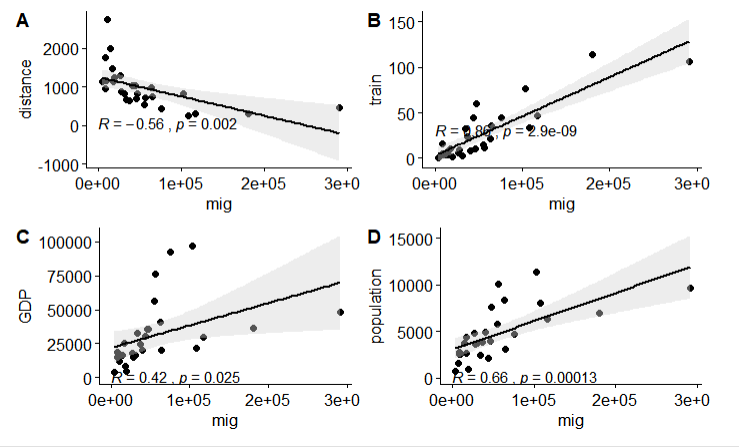 A
distance
2000
1000
0
-1000
R = −0.56 , p = 0.002
0e+00 1e+05 2e+05 3e+0
mig
B
train
150
100
50
0
R = 0.86 , p = 2.9e-09
0e+00 1e+05 2e+05 3e+0
mig
C
GDP
100000
75000
50000
25000
0
R = 0.42 , p = 0.025
0e+00 1e+05 2e+05 3e+0
mig
D
population
15000
10000
5000
0
R = 0.66 , p = 0.00013
0e+00 1e+05 2e+05 3e+0
mig